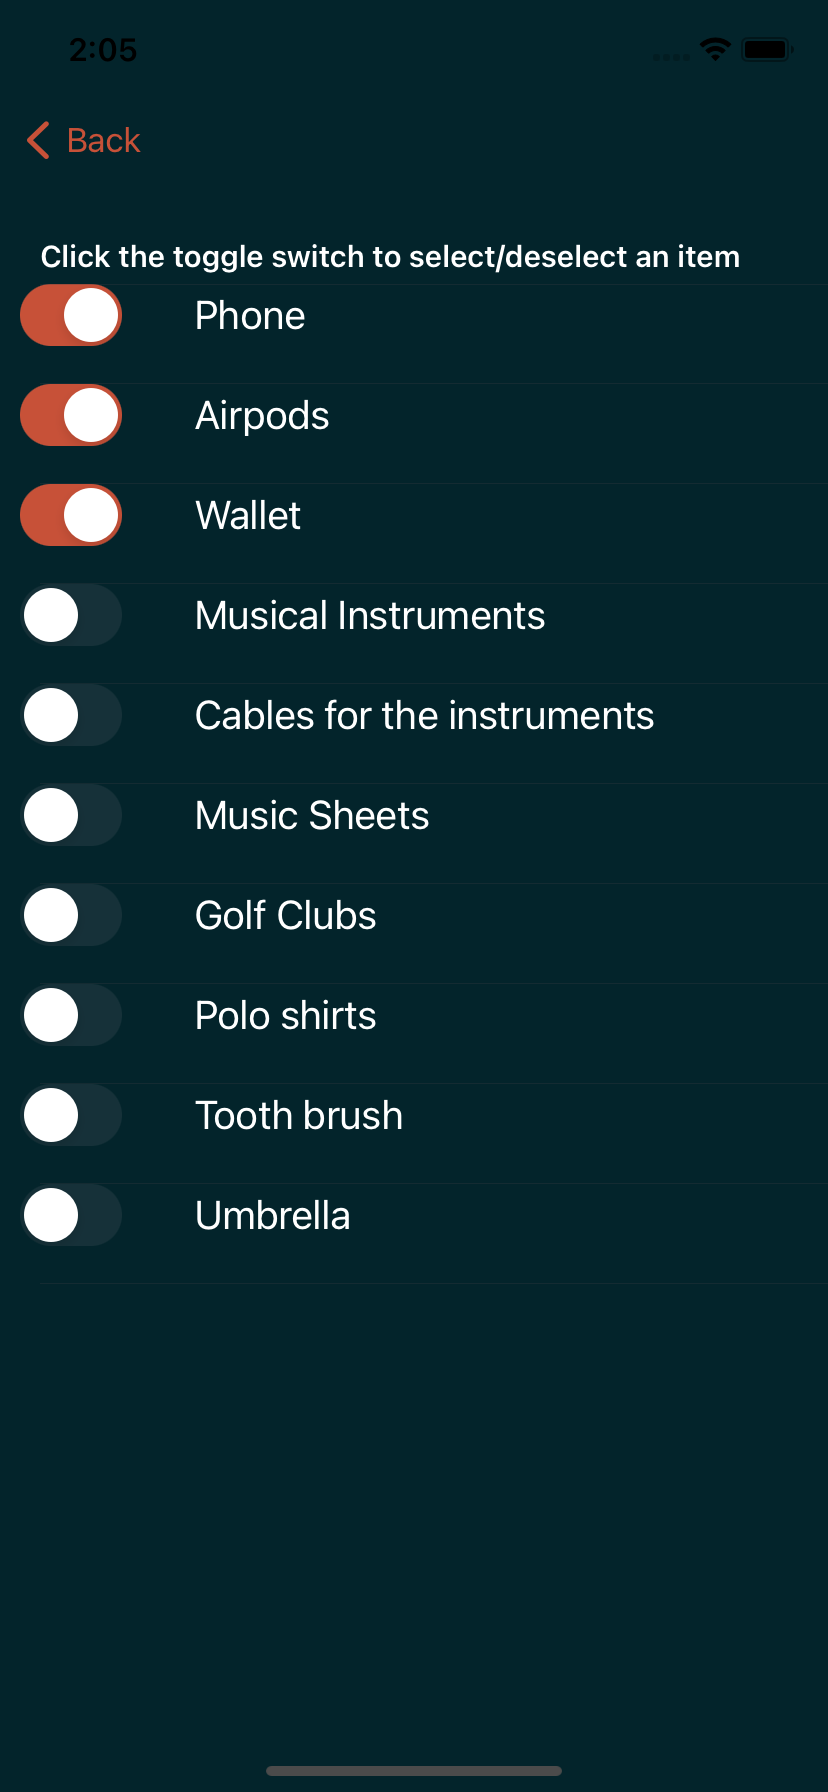 2:05
Back
Click the toggle switch to select/deselect an item
Phone
Airpods
Wallet
Musical Instruments
Cables for the instruments
Music Sheets
Golf Clubs
Polo shirts
Tooth brush
Umbrella